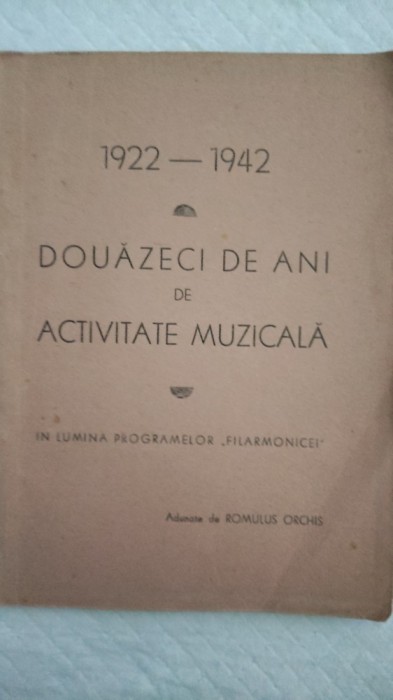 1922 — 1942
DOUĂZECI DE ANI
DE
ACTIVITATE MUZICALĂ
IN LUMINA PROGRAMELOR „FILARMONICEI"
Adunate de ROMULUS ORCHIS